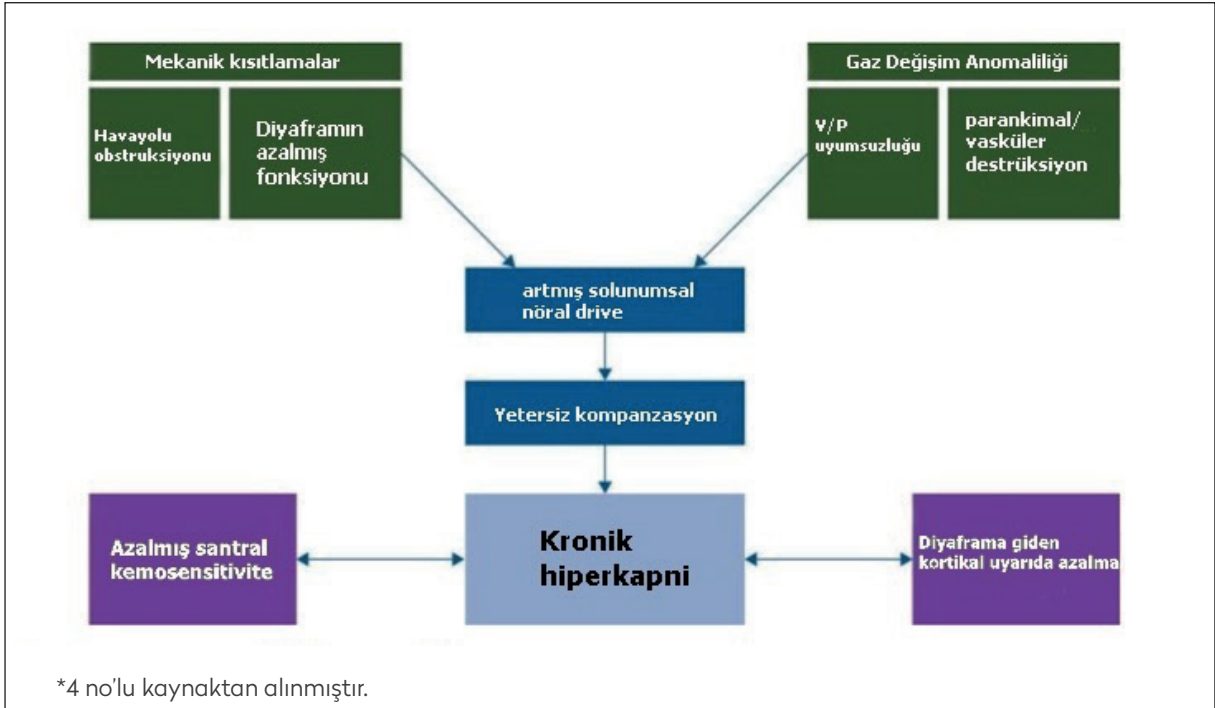 Mekanik kısıtlamalar
Havayolu
obstruksiyonu
Diyaframın
azalmış
fonksiyonu
Gaz Değişim Anomaliliği
V/P
uyumsuzluğu
parankimal/
vasküler
destrüksiyon
artmış solunumsal
nöral drive
Yetersiz kompanzasyon
Azalmış santral
kemosensitivite
Kronik
hiperkapni
Diyaframa giden
kortikal uyarıda azalma
*4 no'lu kaynaktan alınmıştır.